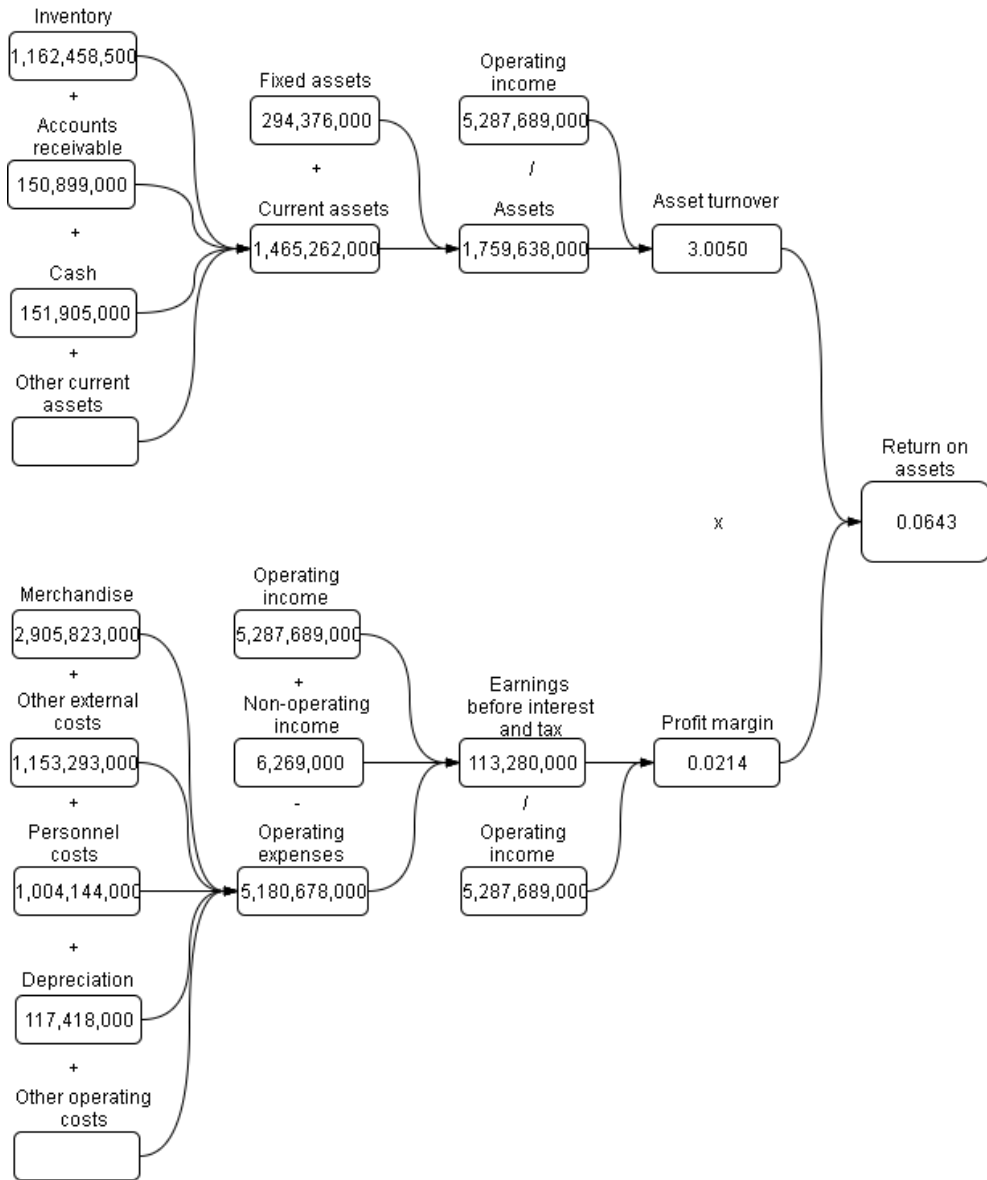 Inventory
1,162,458,500
+
Accounts
receivable
150,899,000
+
Cash
151,905,000
+
Other current
assets
Fixed assets
294,376,000
+
Current assets
1,465,262,000
Operating
income
5,287,689,000
/
Assets
1,759,638,000
Asset turnover
3.0050
x
Return on
assets
0.0643
Merchandise
2,905,823,000
+
Other external
costs
1,153,293,000
+
Personnel
costs
1,004,144,000
+
Depreciation
117,418,000
+
Other operating
costs
Operating
income
5,287,689,000
+
Non-operating
income
6,269,000
-
Operating
expenses
5,180,678,000
Earnings
before interest
and tax
113,280,000
/
Operating
income
5,287,689,000
Profit margin
0.0214